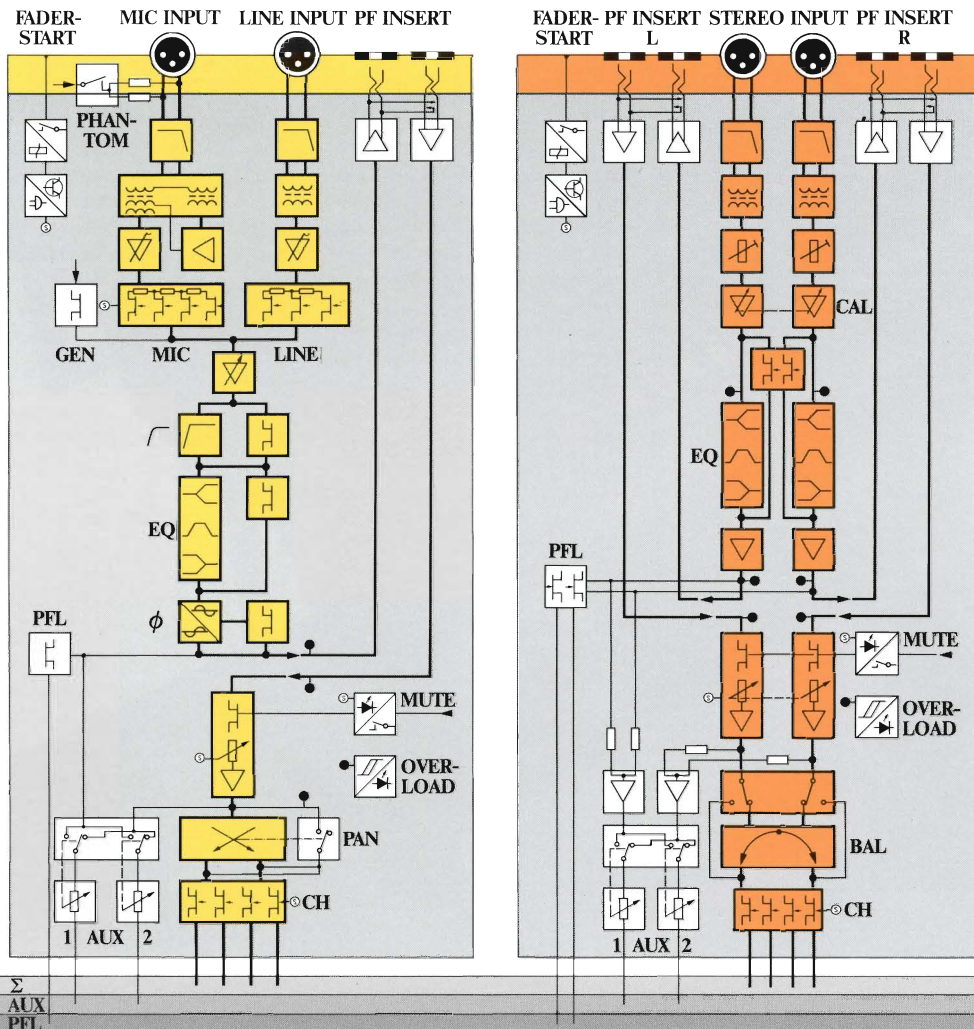 FADER-
START
MIC INPUT
LINE INPUT
PF INSERT
PHAN-
TOM
S
GEN
S
MIC
LINE
EQ
ϕ
PFL
S
MUTE
S
OVER-
LOAD
PAN
S
CH
1 AUX 2
FADER-
START
PF INSERT
L
STEREO INPUT
PF INSERT
R
S
CAL
EQ
PFL
S
MUTE
S
OVER-
LOAD
BAL
S
CH
1 AUX 2
Σ
AUX
PFL